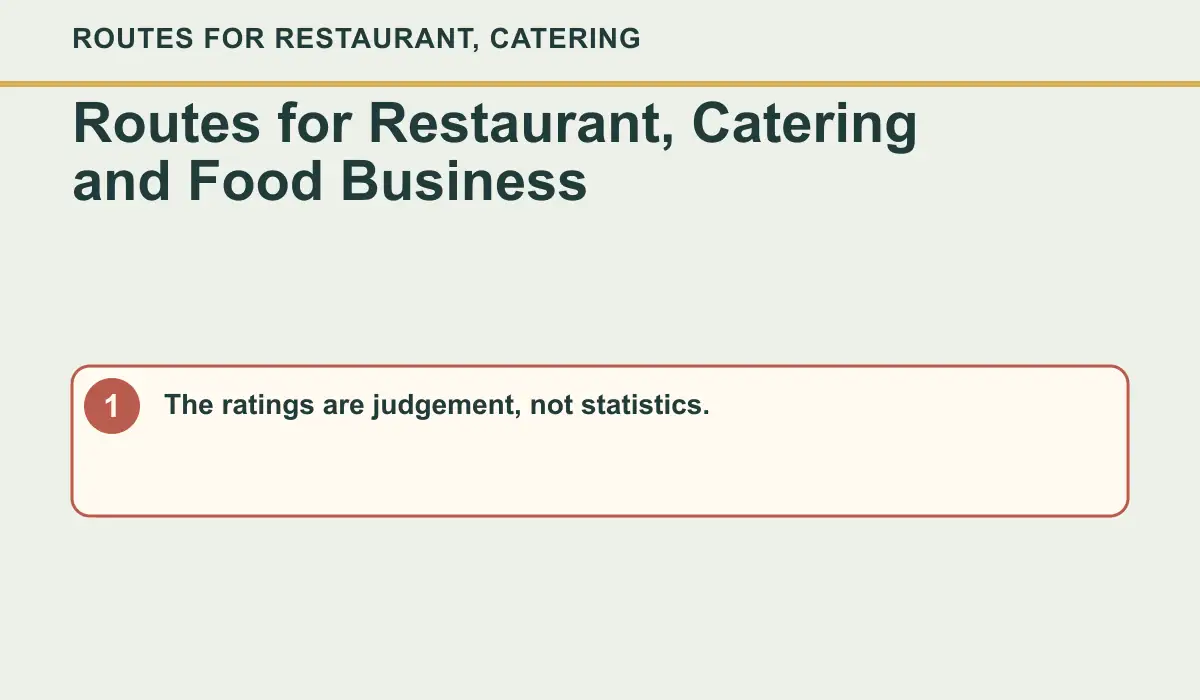 ROUTES FOR RESTAURANT, CATERING
Routes for Restaurant, Catering
and Food Business
1 The ratings are judgement, not statistics.